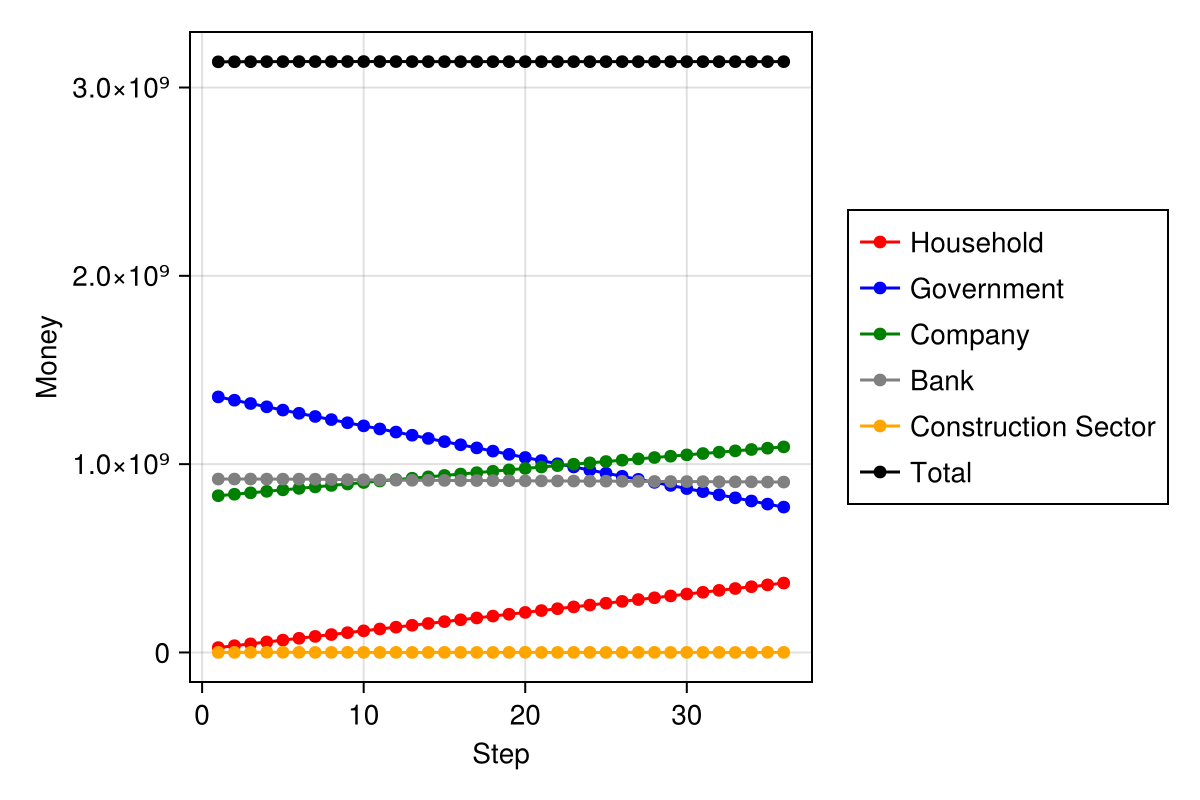 3.0×10⁹
2.0×10⁹
1.0×10⁹
0
Money
0 10 20 30
Step
Household
Government
Company
Bank
Construction Sector
Total